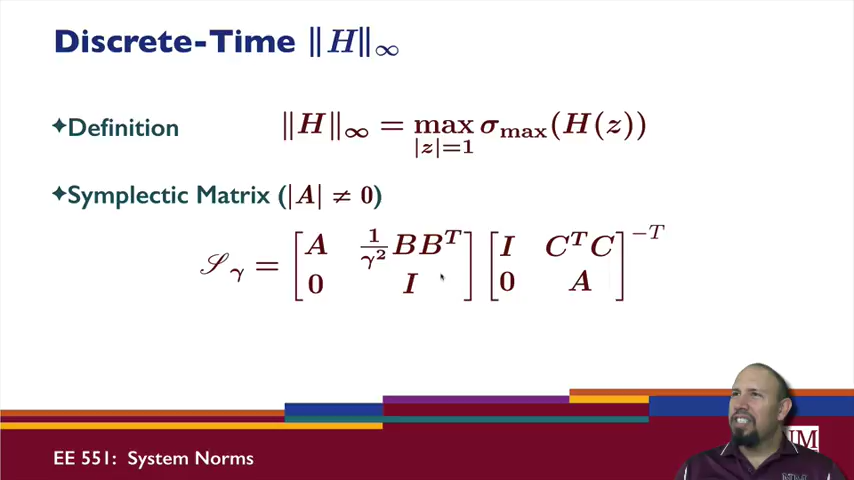 Discrete-Time ‖H‖∞
✦Definition ‖H‖∞ = max|z|=1 σmax(H(z))
✦Symplectic Matrix (|A| ≠ 0)
𝒮γ = [A 1/γ² BBᵀ; 0 I] [I CᵀC; 0 A]^−T
EE 551: System Norms